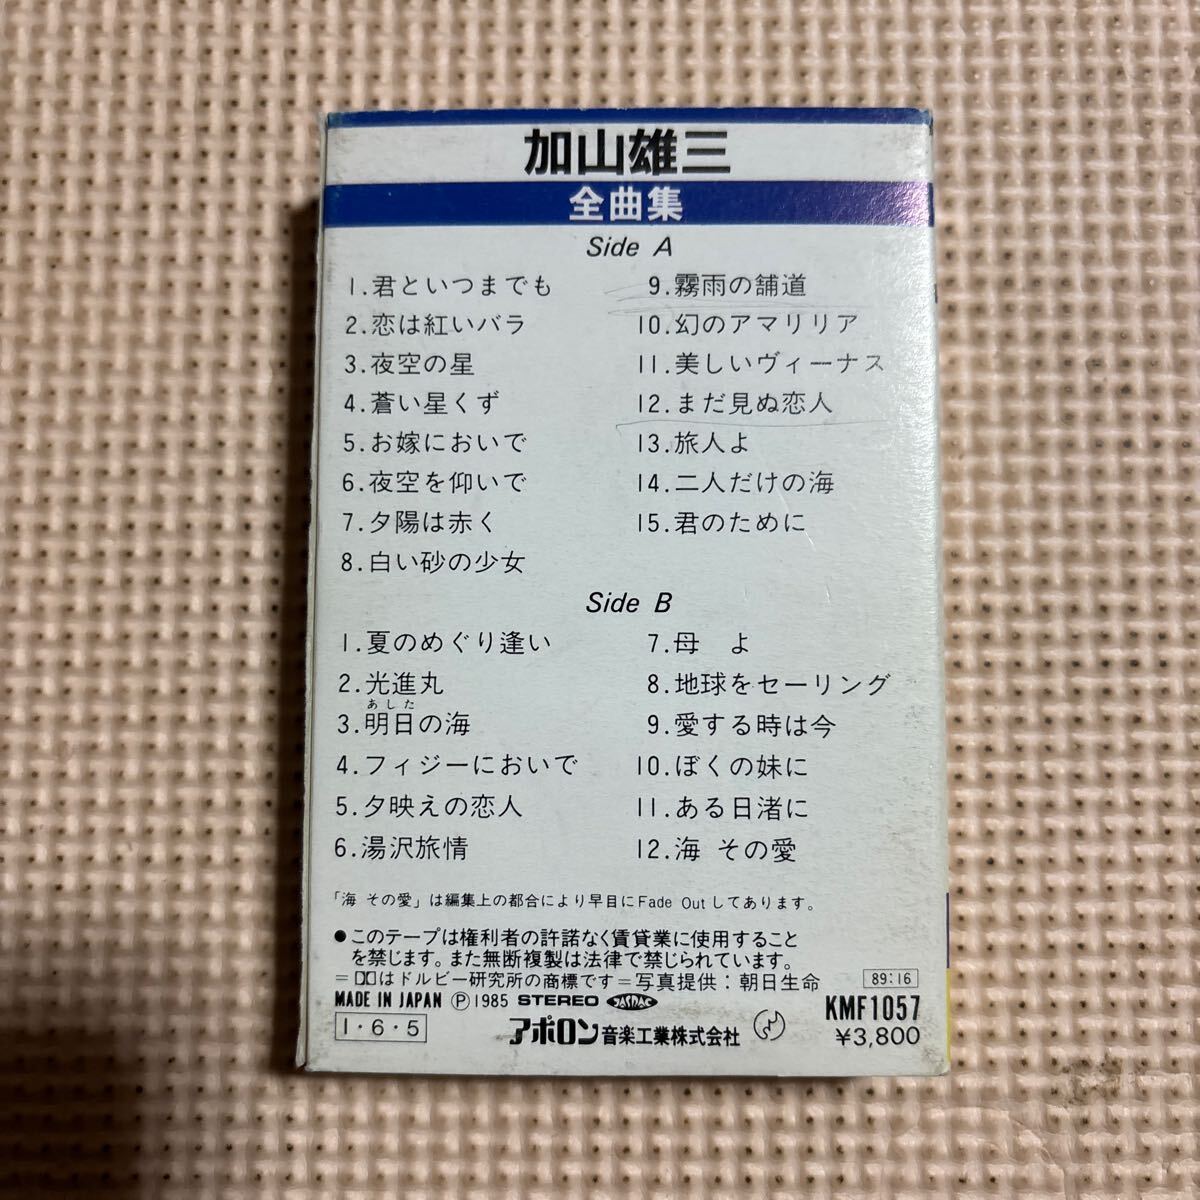 加山雄三
全曲集
Side A
1.君といつまでも
2.恋は紅いバラ
3.夜空の星
4.蒼い星くず
5.お嫁においで
6.夜空を仰いで
7.夕陽は赤く
8.白い砂の少女
9.霧雨の舗道
10.幻のアマリリア
11.美しいヴィーナス
12.まだ見ぬ恋人
13.旅人よ
14.二人だけの海
15.君のために
Side B
1.夏のめぐり逢い
2.光進丸
あした
3.明日の海
4.フィジーにおいで
5.夕映えの恋人
6.湯沢旅情
7.母　よ
8.地球をセーリング
9.愛する時は今
10.ぼくの妹に
11.ある日渚に
12.海 その愛
「海 その愛」は編集上の都合により早目にFade Outしてあります。
●このテープは権利者の許諾なく賃貸業に使用すること
を禁じます。また無断複製は法律で禁じられています。
=はドルビー研究所の商標です=写真提供：朝日生命
89:16
MADE IN JAPAN Ⓟ1985 STEREO JASRAC
KMF1057
1・6・5
アポロン音楽工業株式会社
¥3,800